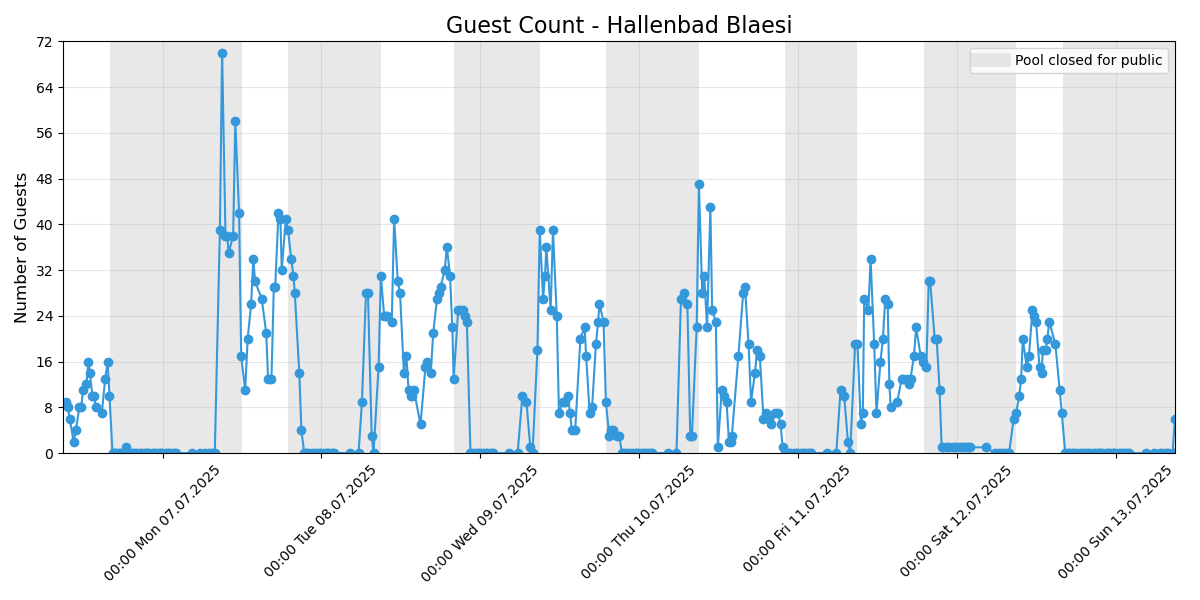 Guest Count - Hallenbad Blaesi
Pool closed for public
Number of Guests
72
64
56
48
40
32
24
16
8
0
00:00 Mon 07.07.2025
00:00 Tue 08.07.2025
00:00 Wed 09.07.2025
00:00 Thu 10.07.2025
00:00 Fri 11.07.2025
00:00 Sat 12.07.2025
00:00 Sun 13.07.2025